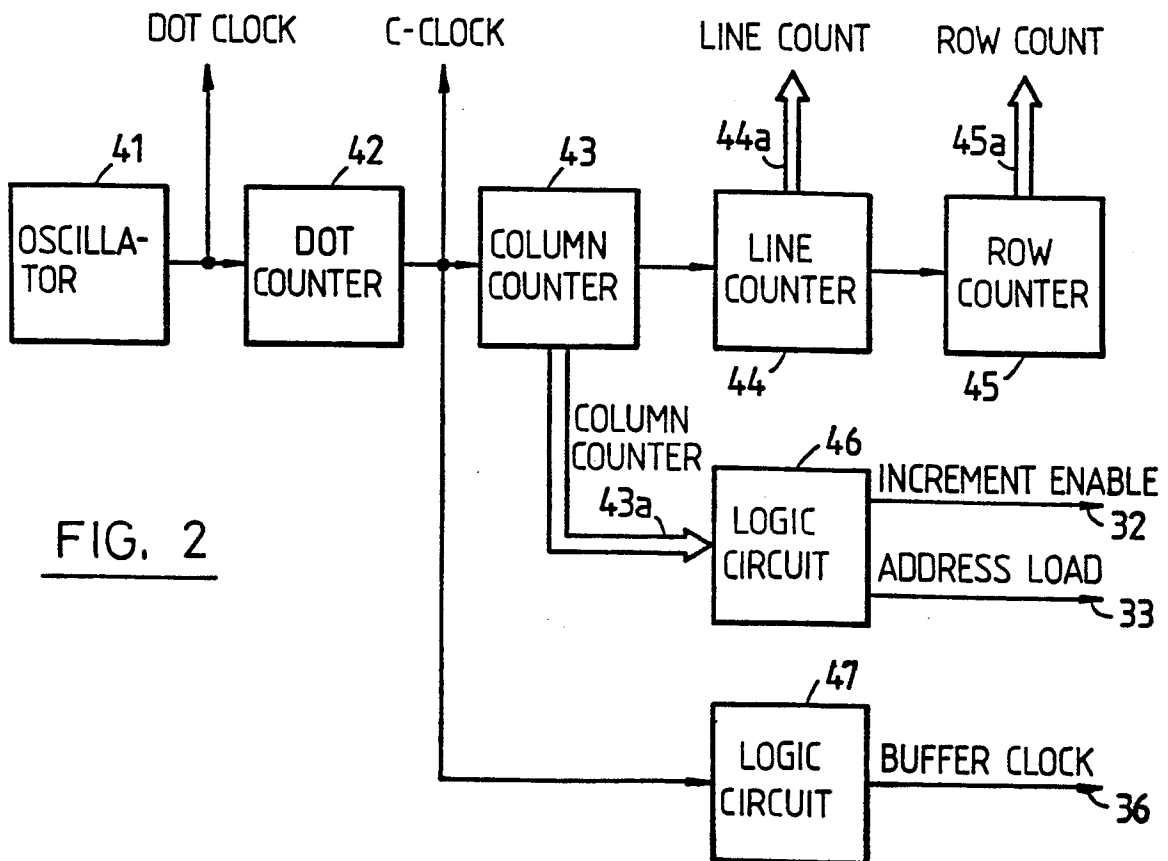 DOT CLOCK
C-CLOCK
LINE COUNT
ROW COUNT
44a
45a
41
42
43
OSCILLA-
TOR
DOT
COUNTER
COLUMN
COUNTER
LINE
COUNTER
ROW
COUNTER
44
45
COLUMN
COUNTER
43a
46
LOGIC
CIRCUIT
INCREMENT ENABLE
32
ADDRESS LOAD
33
FIG. 2
47
LOGIC
CIRCUIT
BUFFER CLOCK
36